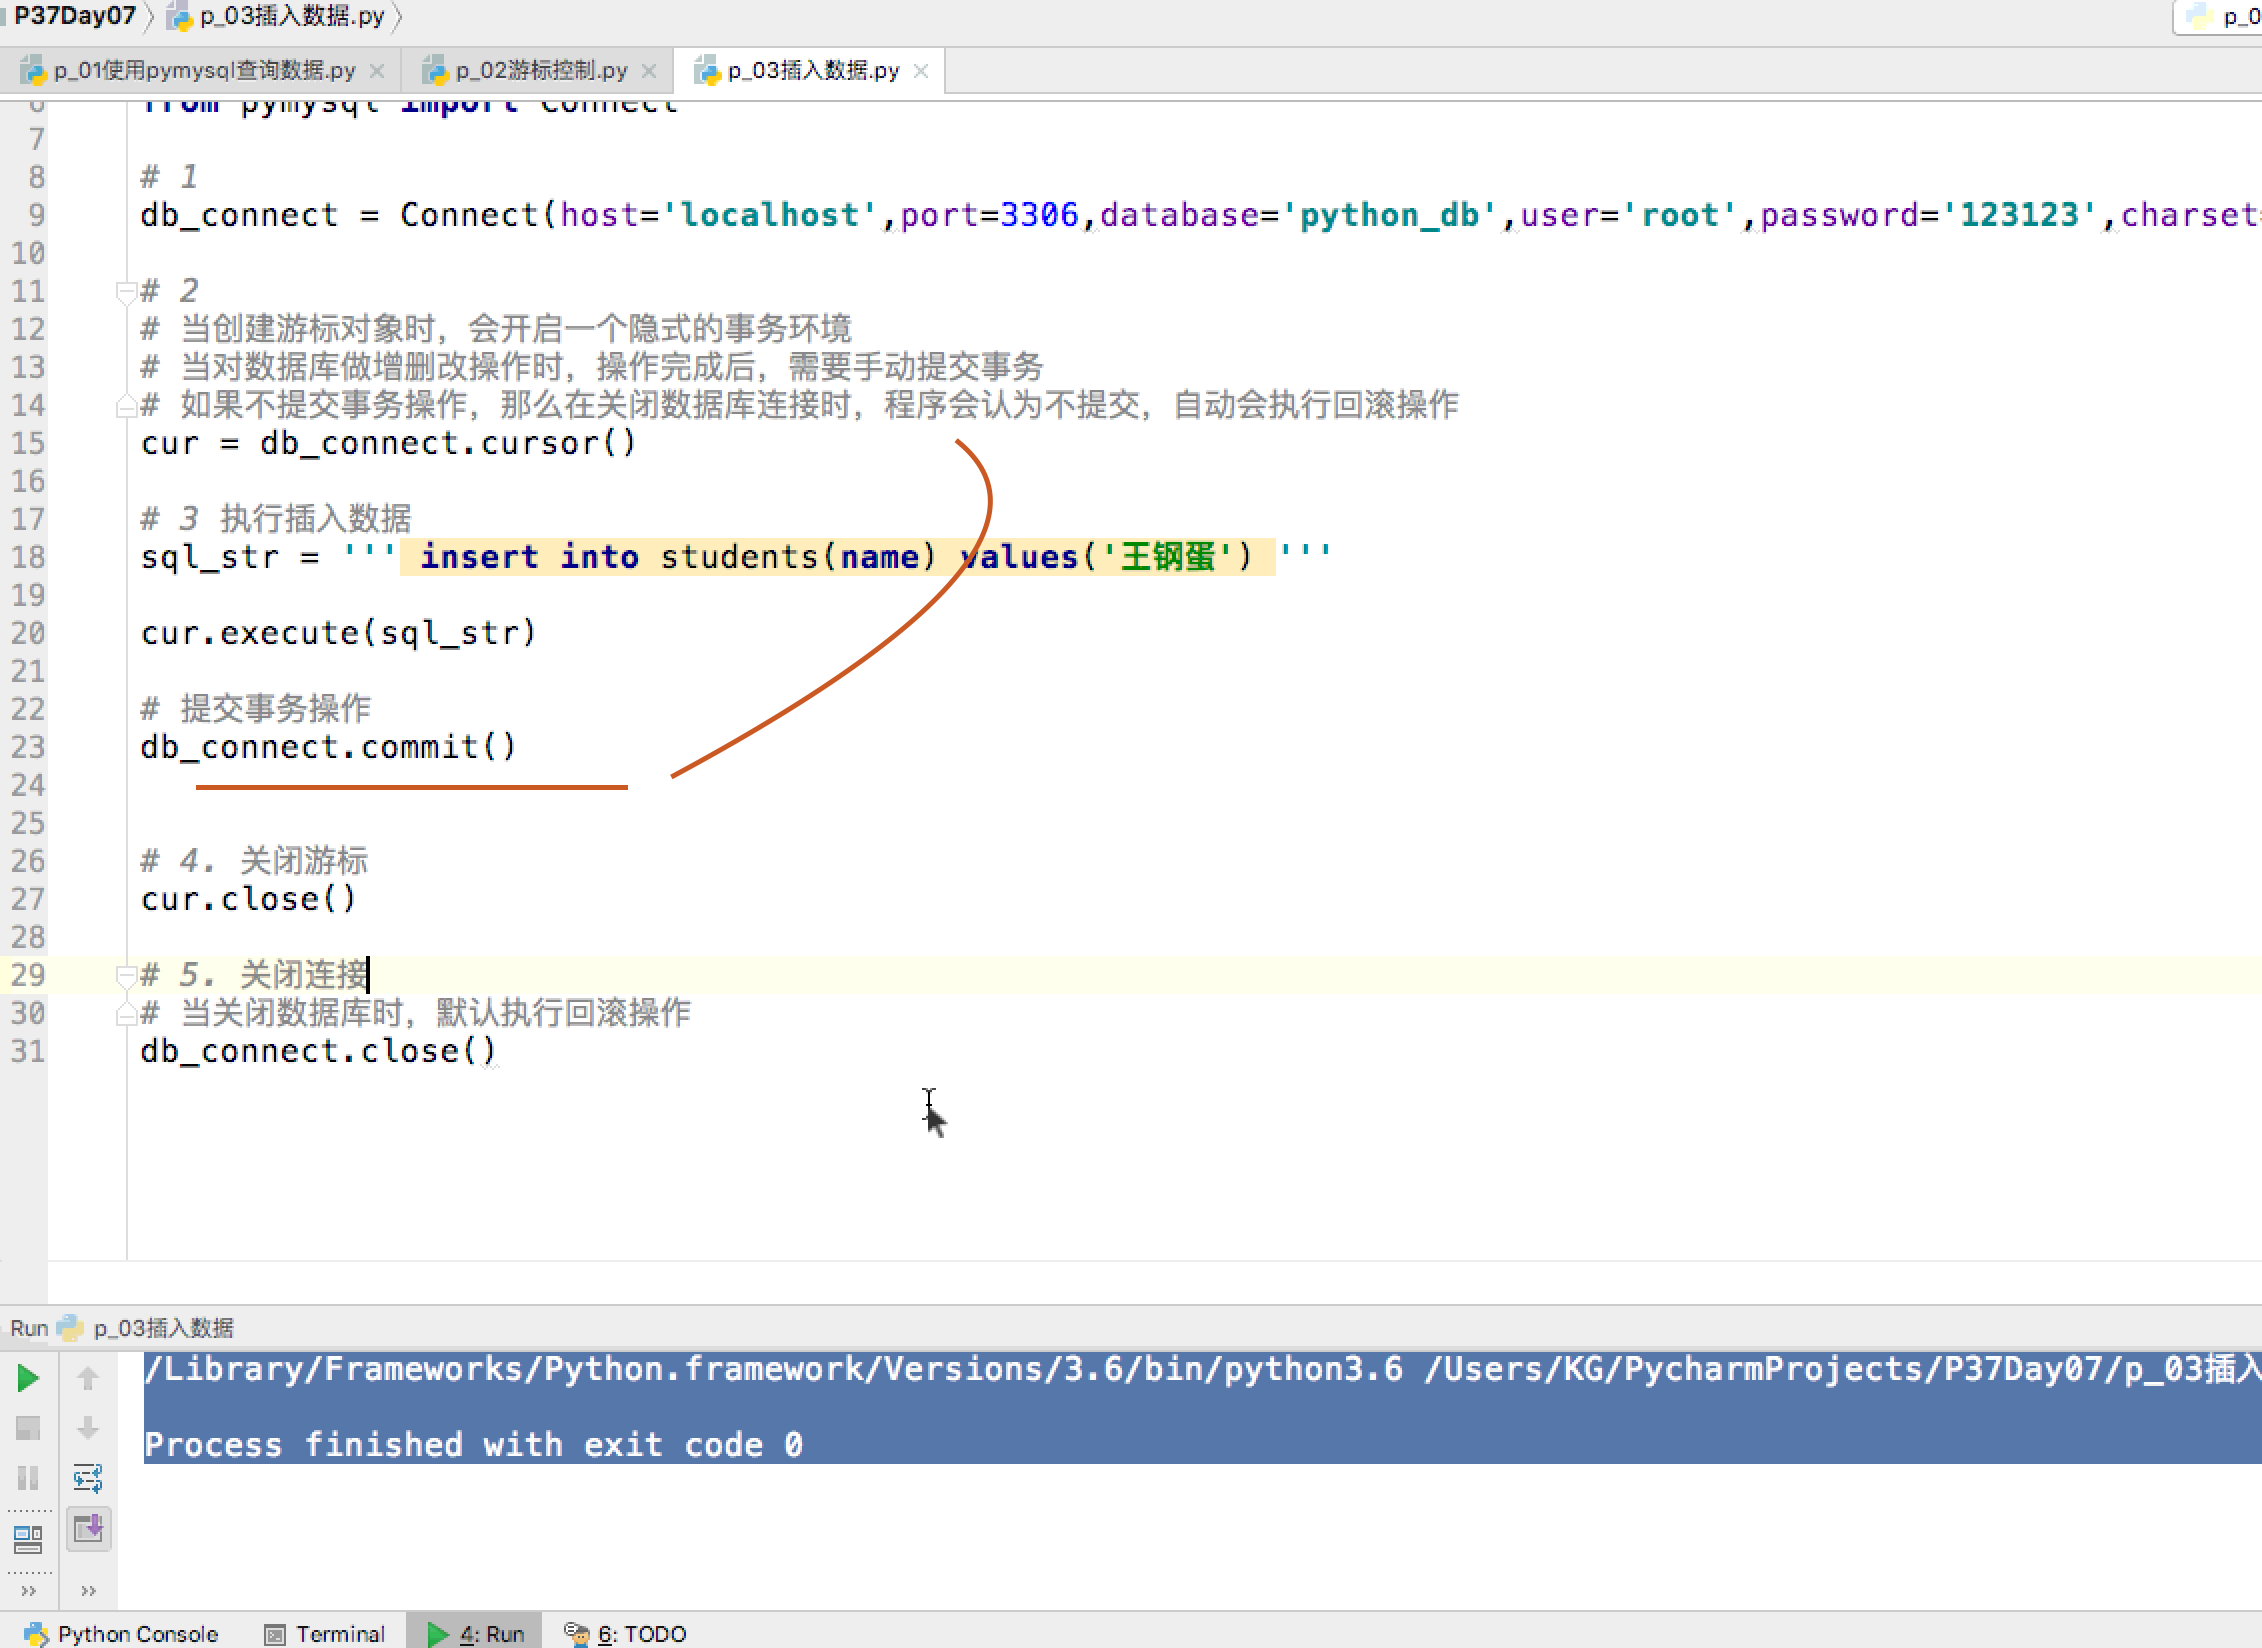 P37Day07 p_03插入数据.py p_0
p_01使用pymysql查询数据.py p_02游标控制.py p_03插入数据.py
6 from pymysql import Connect
7
8 # 1
9 db_connect = Connect(host='localhost',port=3306,database='python_db',user='root',password='123123',charset=
10
11 # 2
12 # 当创建游标对象时，会开启一个隐式的事务环境
13 # 当对数据库做增删改操作时，操作完成后，需要手动提交事务
14 # 如果不提交事务操作，那么在关闭数据库连接时，程序会认为不提交，自动会执行回滚操作
15 cur = db_connect.cursor()
16
17 # 3 执行插入数据
18 sql_str = ''' insert into students(name) values('王钢蛋') '''
19
20 cur.execute(sql_str)
21
22 # 提交事务操作
23 db_connect.commit()
24
25
26 # 4. 关闭游标
27 cur.close()
28
29 # 5. 关闭连接
30 # 当关闭数据库时，默认执行回滚操作
31 db_connect.close()
Run p_03插入数据
/Library/Frameworks/Python.framework/Versions/3.6/bin/python3.6 /Users/KG/PycharmProjects/P37Day07/p_03插入
Process finished with exit code 0
Python Console Terminal 4: Run 6: TODO